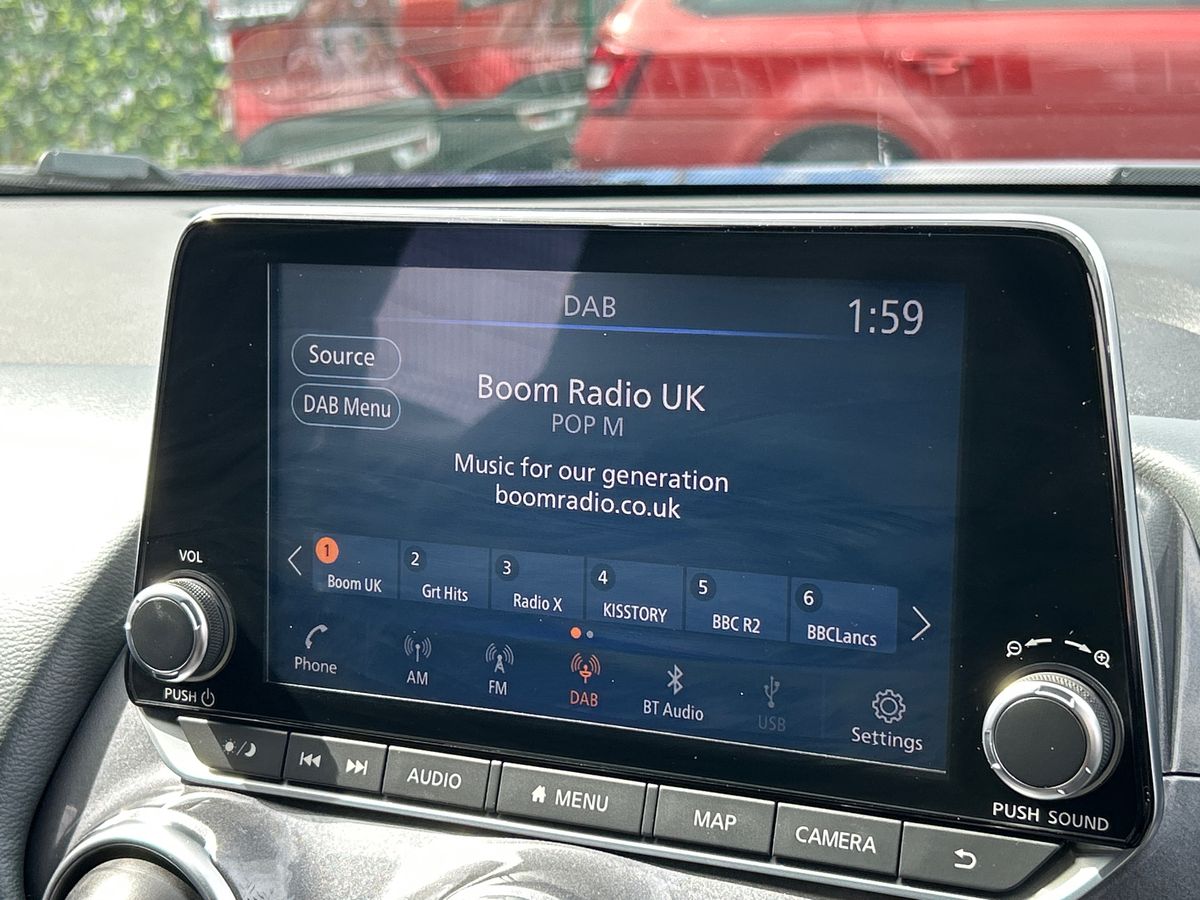 DAB
1:59
Source
DAB Menu
Boom Radio UK
POP M
Music for our generation
boomradio.co.uk
1
Boom UK
2
Grt Hits
3
Radio X
4
KISSTORY
5
BBC R2
6
BBCLancs
Phone
AM
FM
DAB
BT Audio
USB
Settings
VOL
PUSH
PUSH SOUND
AUDIO
MENU
MAP
CAMERA